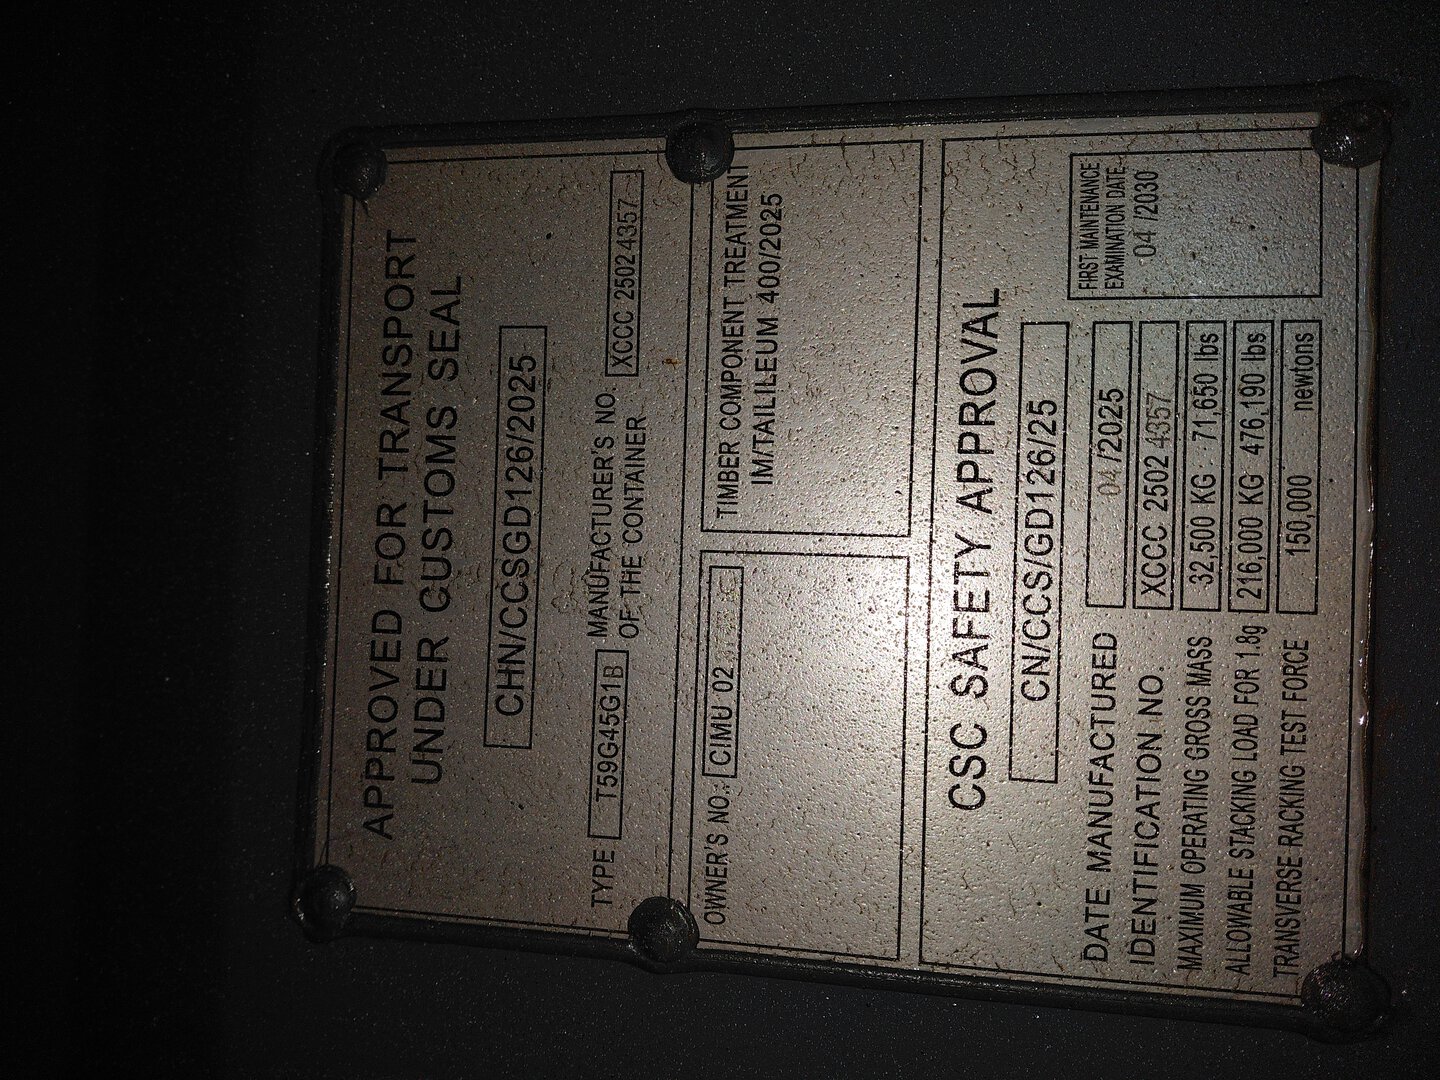 APPROVED FOR TRANSPORT
UNDER GUSTOMS SEAL
CHN/CCSGD126/2025
TYPE T59G45G1B MANUFACTURER'S NO. OF THE CONTAINER XCCC 2502 4357
OWNER'S NO.: CIMU 02
TIMBER COMPONENT TREATMENT
IM/TAILILEUM 400/2025
CSC SAFETY APPROVAL
CN/CCS/GD126/25
DATE MANUFACTURED 04 /2025
IDENTIFICATION NO. XCCC 2502 4357
MAXIMUM OPERATING GROSS MASS 32,500 KG 71,650 lbs
ALLOWABLE STACKING LOAD FOR 1.8g 216,000 KG 476,190 lbs
TRANSVERSE RACKING TEST FORCE 150,000 newtons
FIRST MAINTENANCE
EXAMINATION DATE
04 /2030